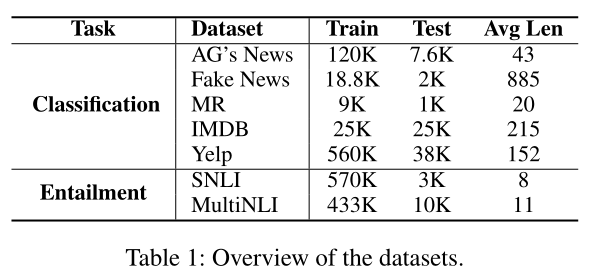 Task Dataset Train Test Avg Len
AG's News 120K 7.6K 43
Fake News 18.8K 2K 885
Classification MR 9K 1K 20
IMDB 25K 25K 215
Yelp 560K 38K 152
Entailment SNLI 570K 3K 8
MultiNLI 433K 10K 11
Table 1: Overview of the datasets.